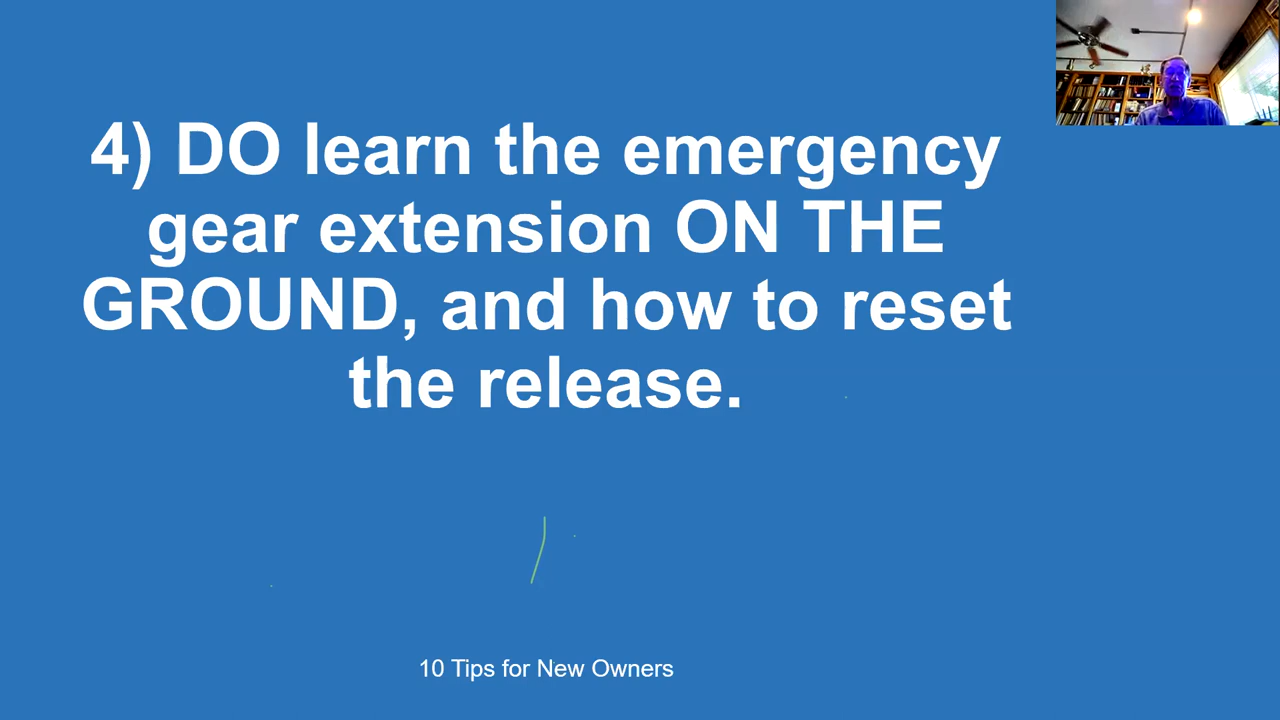 4) DO learn the emergency
gear extension ON THE
GROUND, and how to reset
the release.
10 Tips for New Owners